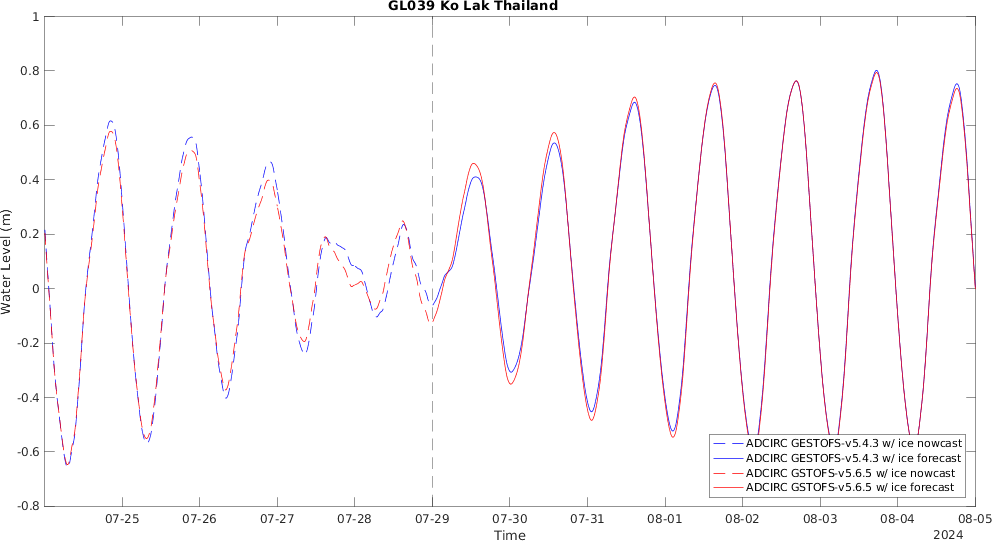 GL039 Ko Lak Thailand
1
0.8
0.6
0.4
0.2
0
-0.2
-0.4
-0.6
-0.8
Water Level (m)
ADCIRC GESTOFS-v5.4.3 w/ ice nowcast
ADCIRC GESTOFS-v5.4.3 w/ ice forecast
ADCIRC GSTOFS-v5.6.5 w/ ice nowcast
ADCIRC GSTOFS-v5.6.5 w/ ice forecast
07-25 07-26 07-27 07-28 07-29 07-30 07-31 08-01 08-02 08-03 08-04 08-05
Time
2024